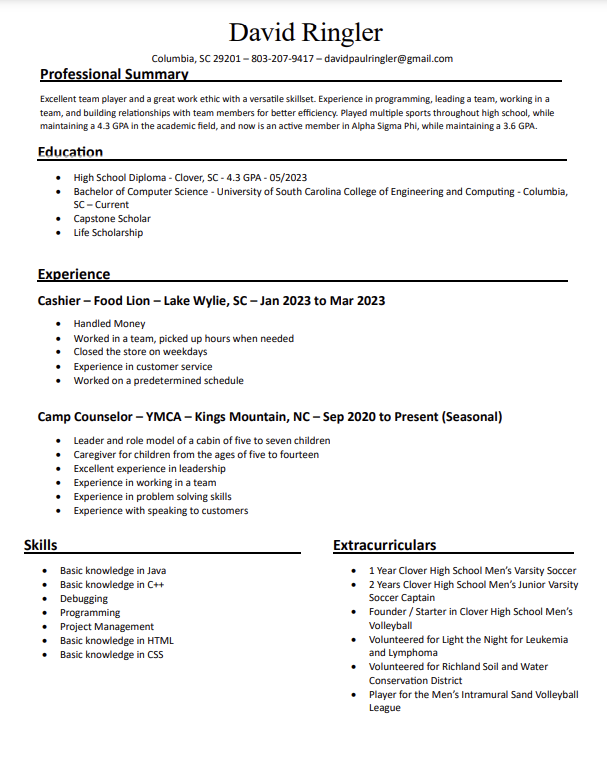 David Ringler
Columbia, SC 29201 – 803-207-9417 – davidpaulringler@gmail.com
Professional Summary
Excellent team player and a great work ethic with a versatile skillset. Experience in programming, leading a team, working in a
team, and building relationships with team members for better efficiency. Played multiple sports throughout high school, while
maintaining a 4.3 GPA in the academic field, and now is an active member in Alpha Sigma Phi, while maintaining a 3.6 GPA.
Education
• High School Diploma - Clover, SC - 4.3 GPA - 05/2023
• Bachelor of Computer Science - University of South Carolina College of Engineering and Computing - Columbia,
SC – Current
• Capstone Scholar
• Life Scholarship
Experience
Cashier – Food Lion – Lake Wylie, SC – Jan 2023 to Mar 2023
• Handled Money
• Worked in a team, picked up hours when needed
• Closed the store on weekdays
• Experience in customer service
• Worked on a predetermined schedule
Camp Counselor – YMCA – Kings Mountain, NC – Sep 2020 to Present (Seasonal)
• Leader and role model of a cabin of five to seven children
• Caregiver for children from the ages of five to fourteen
• Excellent experience in leadership
• Experience in working in a team
• Experience in problem solving skills
• Experience with speaking to customers
Skills
• Basic knowledge in Java
• Basic knowledge in C++
• Debugging
• Programming
• Project Management
• Basic knowledge in HTML
• Basic knowledge in CSS
Extracurriculars
• 1 Year Clover High School Men's Varsity Soccer
• 2 Years Clover High School Men's Junior Varsity
Soccer Captain
• Founder / Starter in Clover High School Men's
Volleyball
• Volunteered for Light the Night for Leukemia
and Lymphoma
• Volunteered for Richland Soil and Water
Conservation District
• Player for the Men's Intramural Sand Volleyball
League